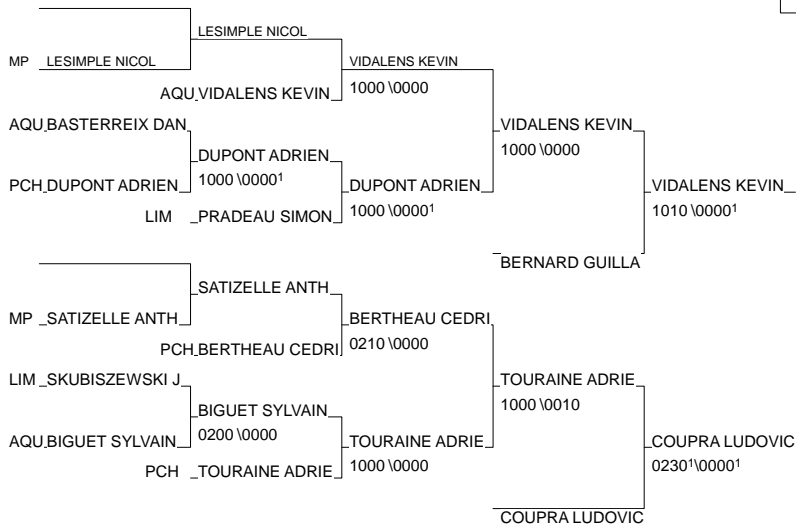 LESIMPLE NICOL
MP LESIMPLE NICOL VIDALENS KEVIN
AQU VIDALENS KEVIN 1000 \0000
AQU BASTERREIX DAN VIDALENS KEVIN
DUPONT ADRIEN 1000 \0000
1000 \0000¹
PCH DUPONT ADRIEN DUPONT ADRIEN VIDALENS KEVIN
LIM PRADEAU SIMON 1000 \0000¹ 1010 \0000¹
BERNARD GUILLA
SATIZELLE ANTH
MP SATIZELLE ANTH BERTHEAU CEDRI
PCH BERTHEAU CEDRI 0210 \0000
LIM SKUBISZEWSKI J TOURAINE ADRIE
BIGUET SYLVAIN 1000 \0010
0200 \0000
AQU BIGUET SYLVAIN TOURAINE ADRIE COUPRA LUDOVIC
PCH TOURAINE ADRIE 1000 \0000 0230¹\0000¹
COUPRA LUDOVIC